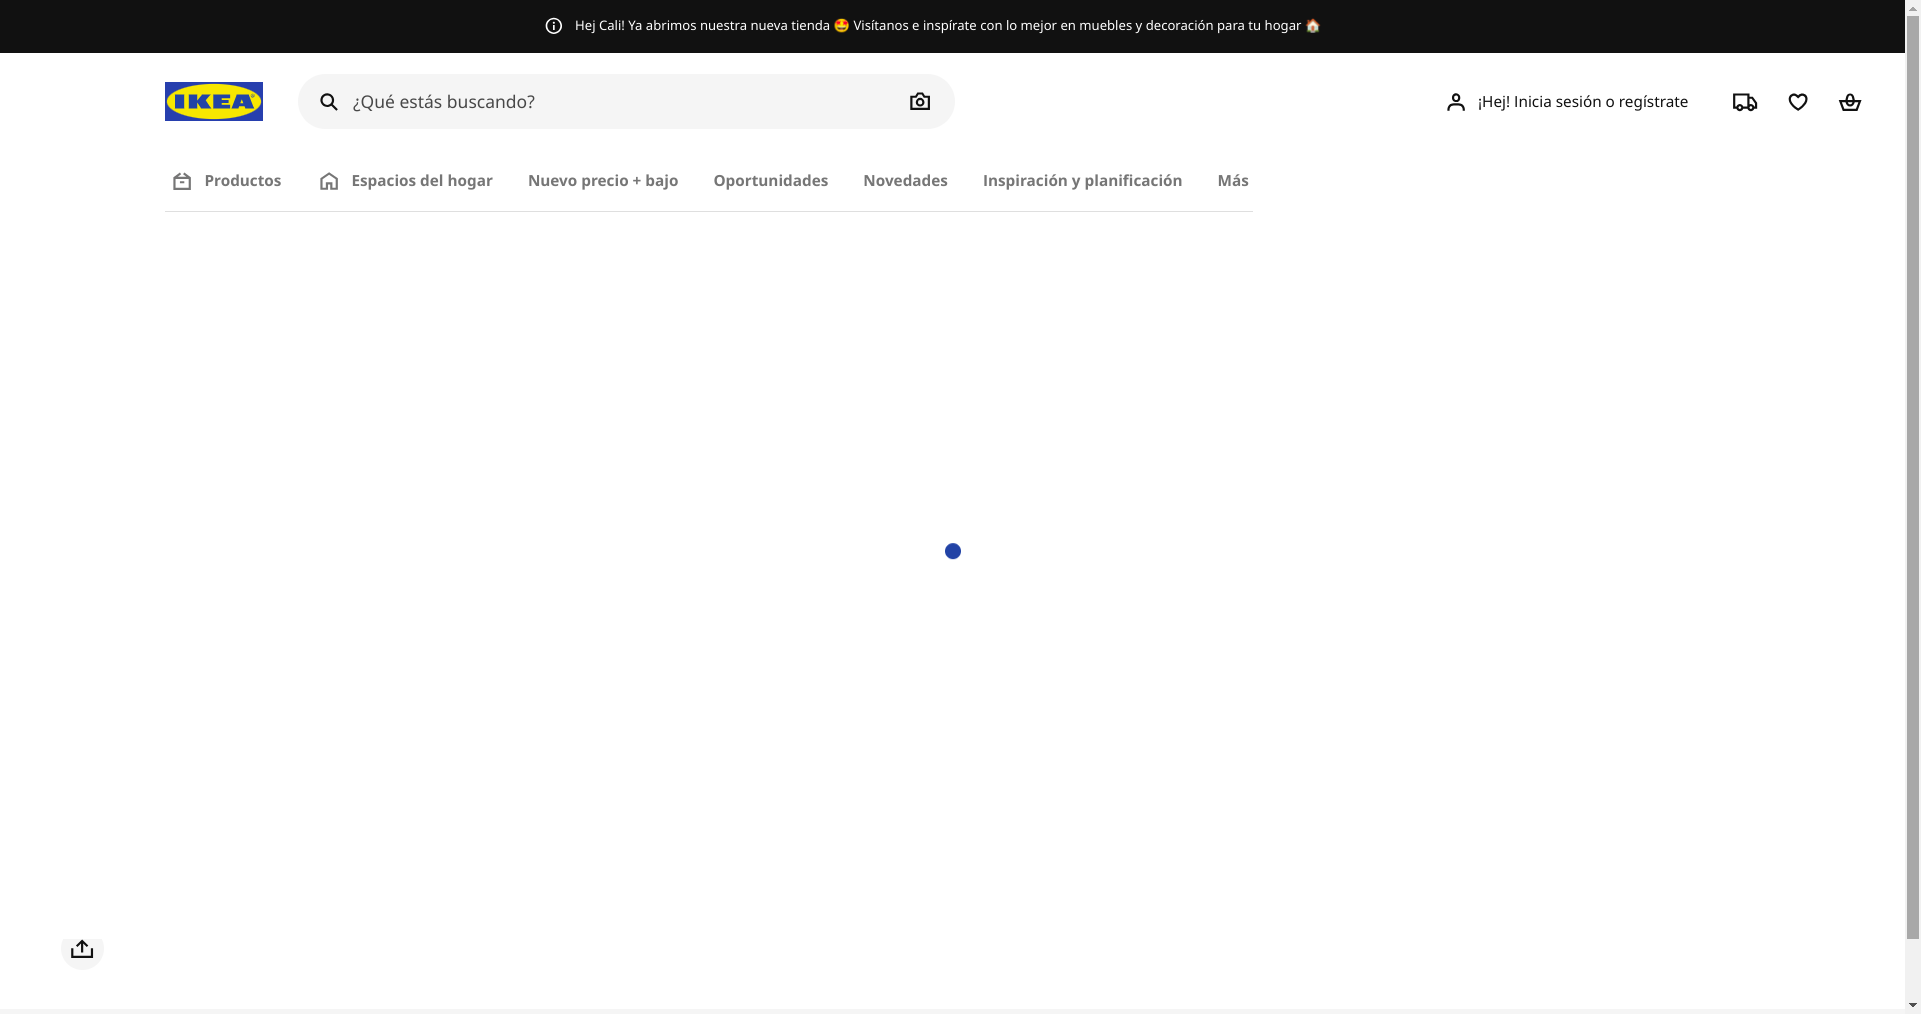 Hej Cali! Ya abrimos nuestra nueva tienda 🤩 Visítanos e inspírate con lo mejor en muebles y decoración para tu hogar 🏠
IKEA
¿Qué estás buscando?
¡Hej! Inicia sesión o regístrate
Productos
Espacios del hogar
Nuevo precio + bajo
Oportunidades
Novedades
Inspiración y planificación
Más